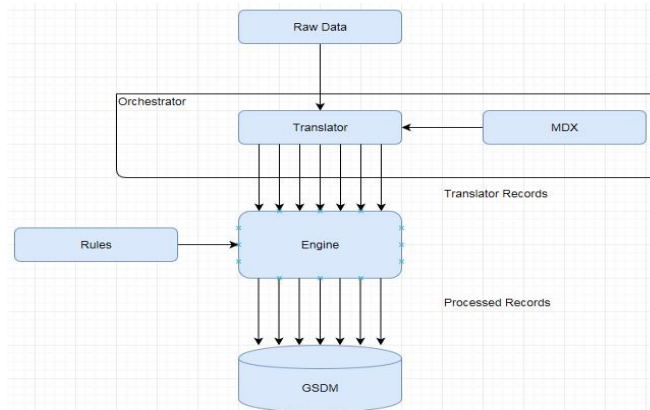 Raw Data
Orchestrator
Translator
MDX
Translator Records
Rules
Engine
Processed Records
GSDM